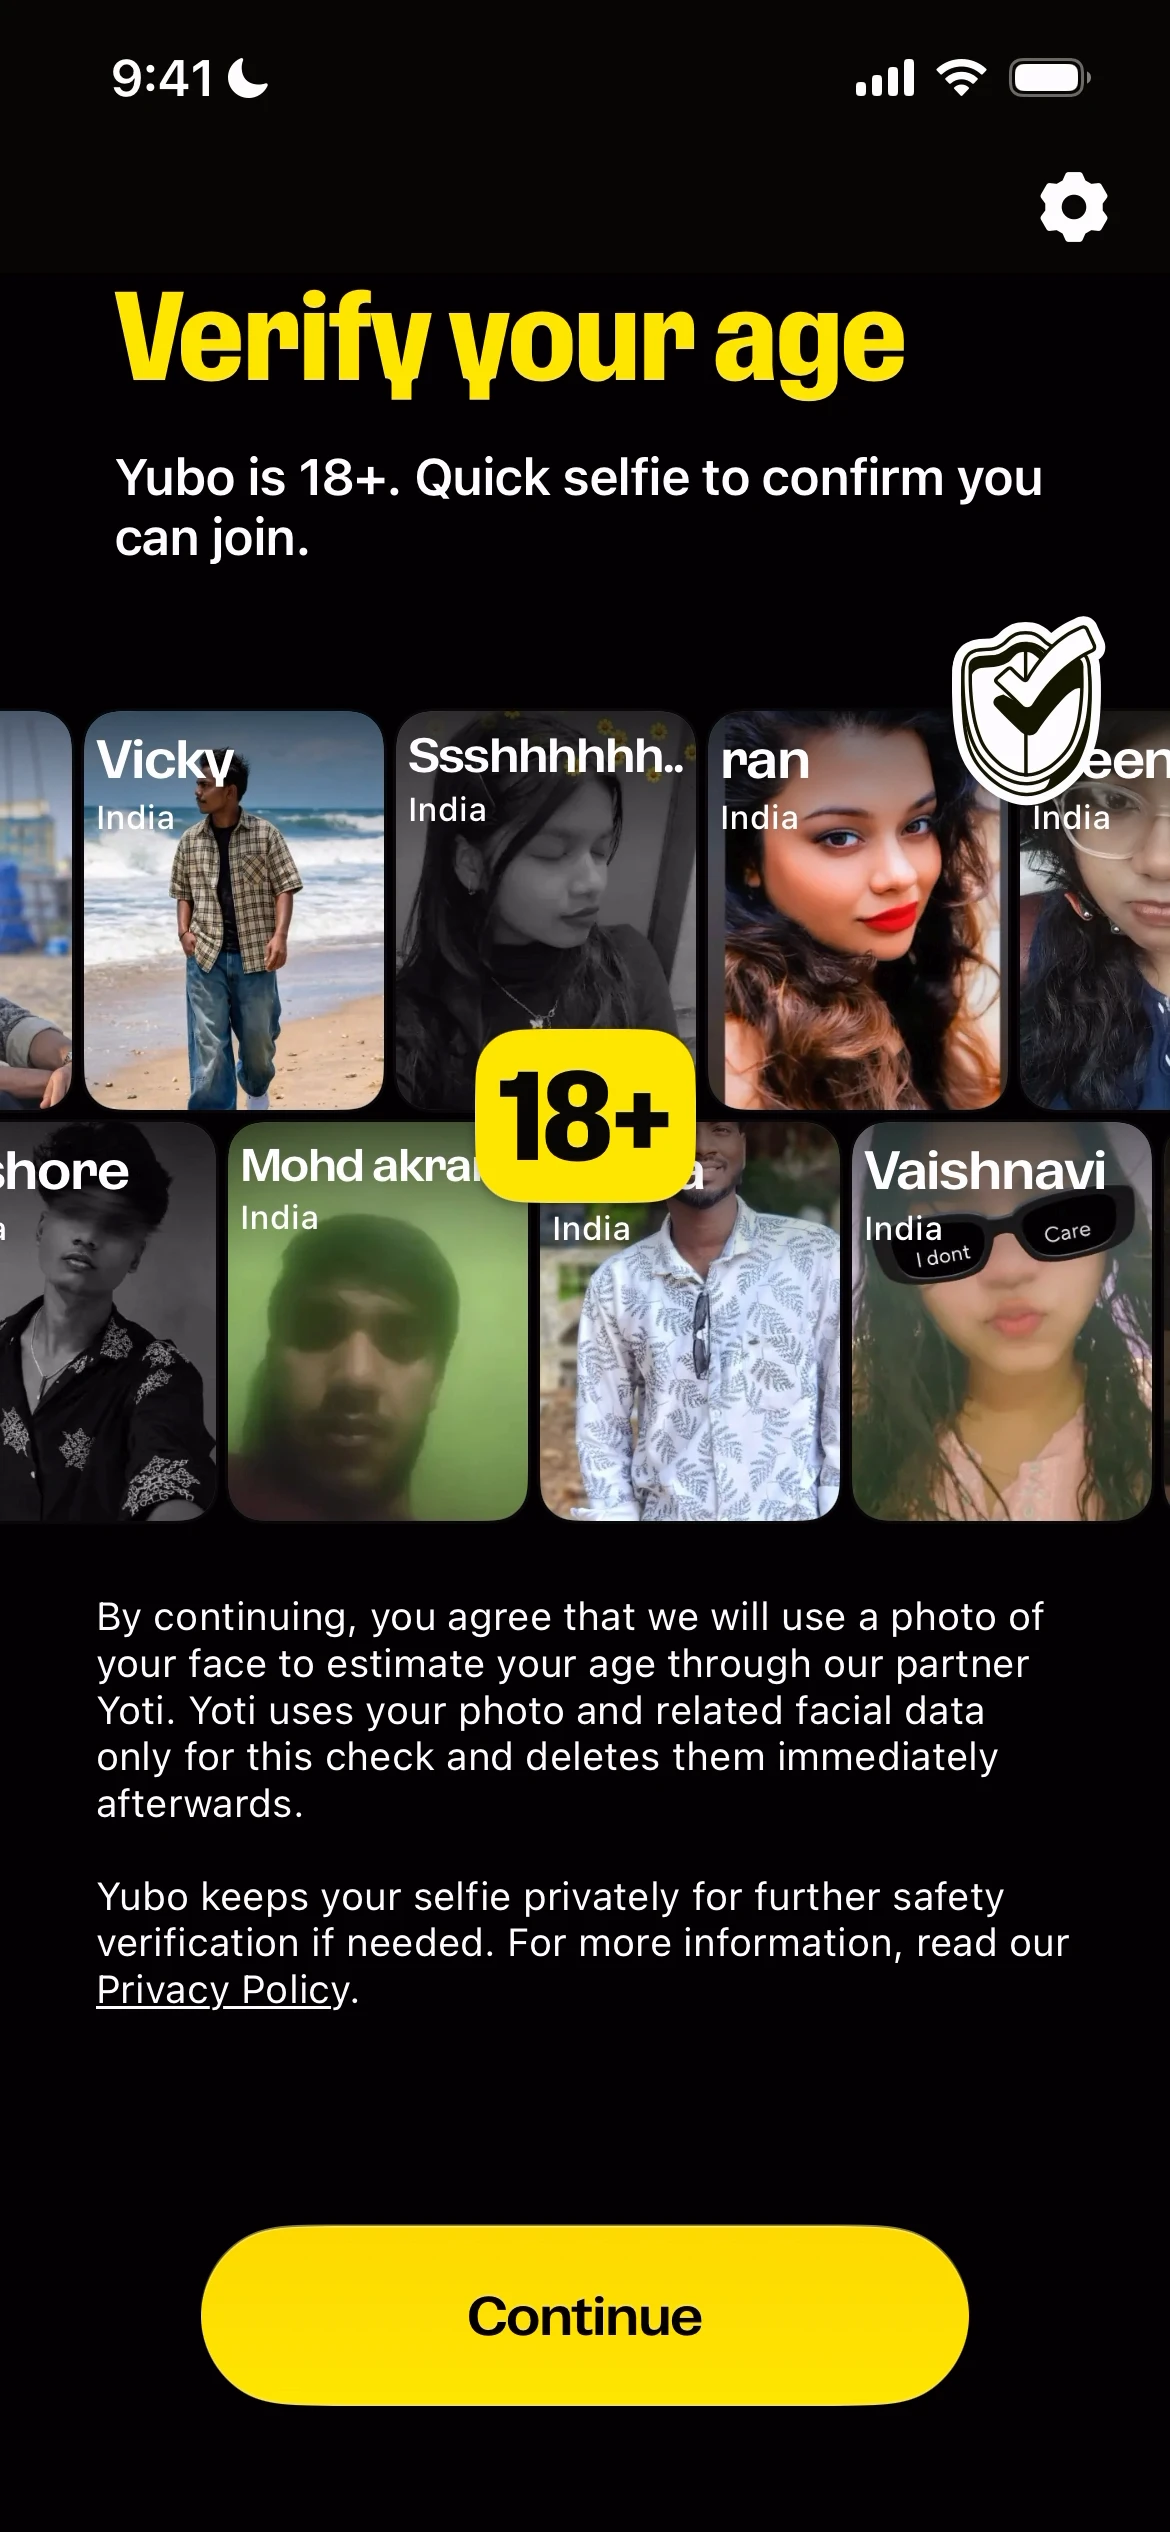 9:41
Verify your age
Yubo is 18+. Quick selfie to confirm you
can join.
Vicky
India
Ssshhhhhh..
India
ran
India
een
India
shore
a
Mohd akra
India
a
India
Vaishnavi
India
I dont
Care
18+
By continuing, you agree that we will use a photo of
your face to estimate your age through our partner
Yoti. Yoti uses your photo and related facial data
only for this check and deletes them immediately
afterwards.
Yubo keeps your selfie privately for further safety
verification if needed. For more information, read our
Privacy Policy.
Continue